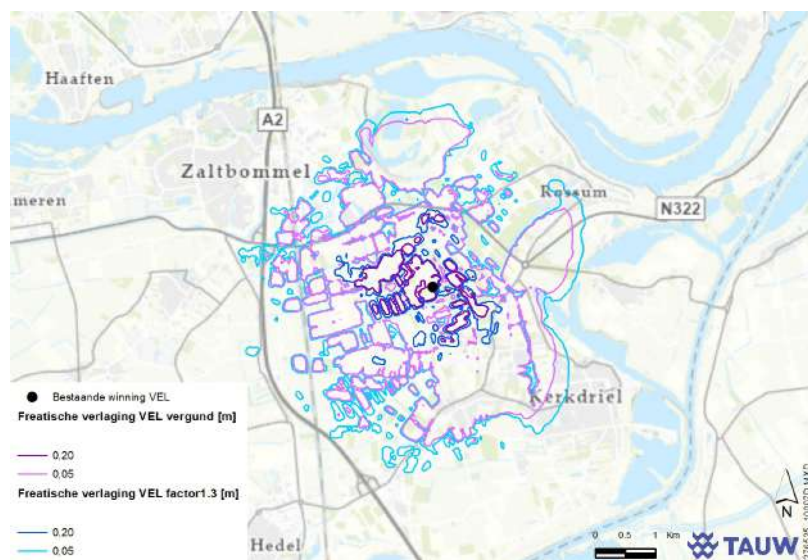 Haaften
A2
Zaltbommel
meren
Rossum
N322
Kerkdriel
Bestaande winning VEL
Freatische verlaging VEL vergund [m]
0,20
0,05
Freatische verlaging VEL factor1.3 [m]
0,20
0,05
Hedel
0 0,5 1 Km
N
TAUW